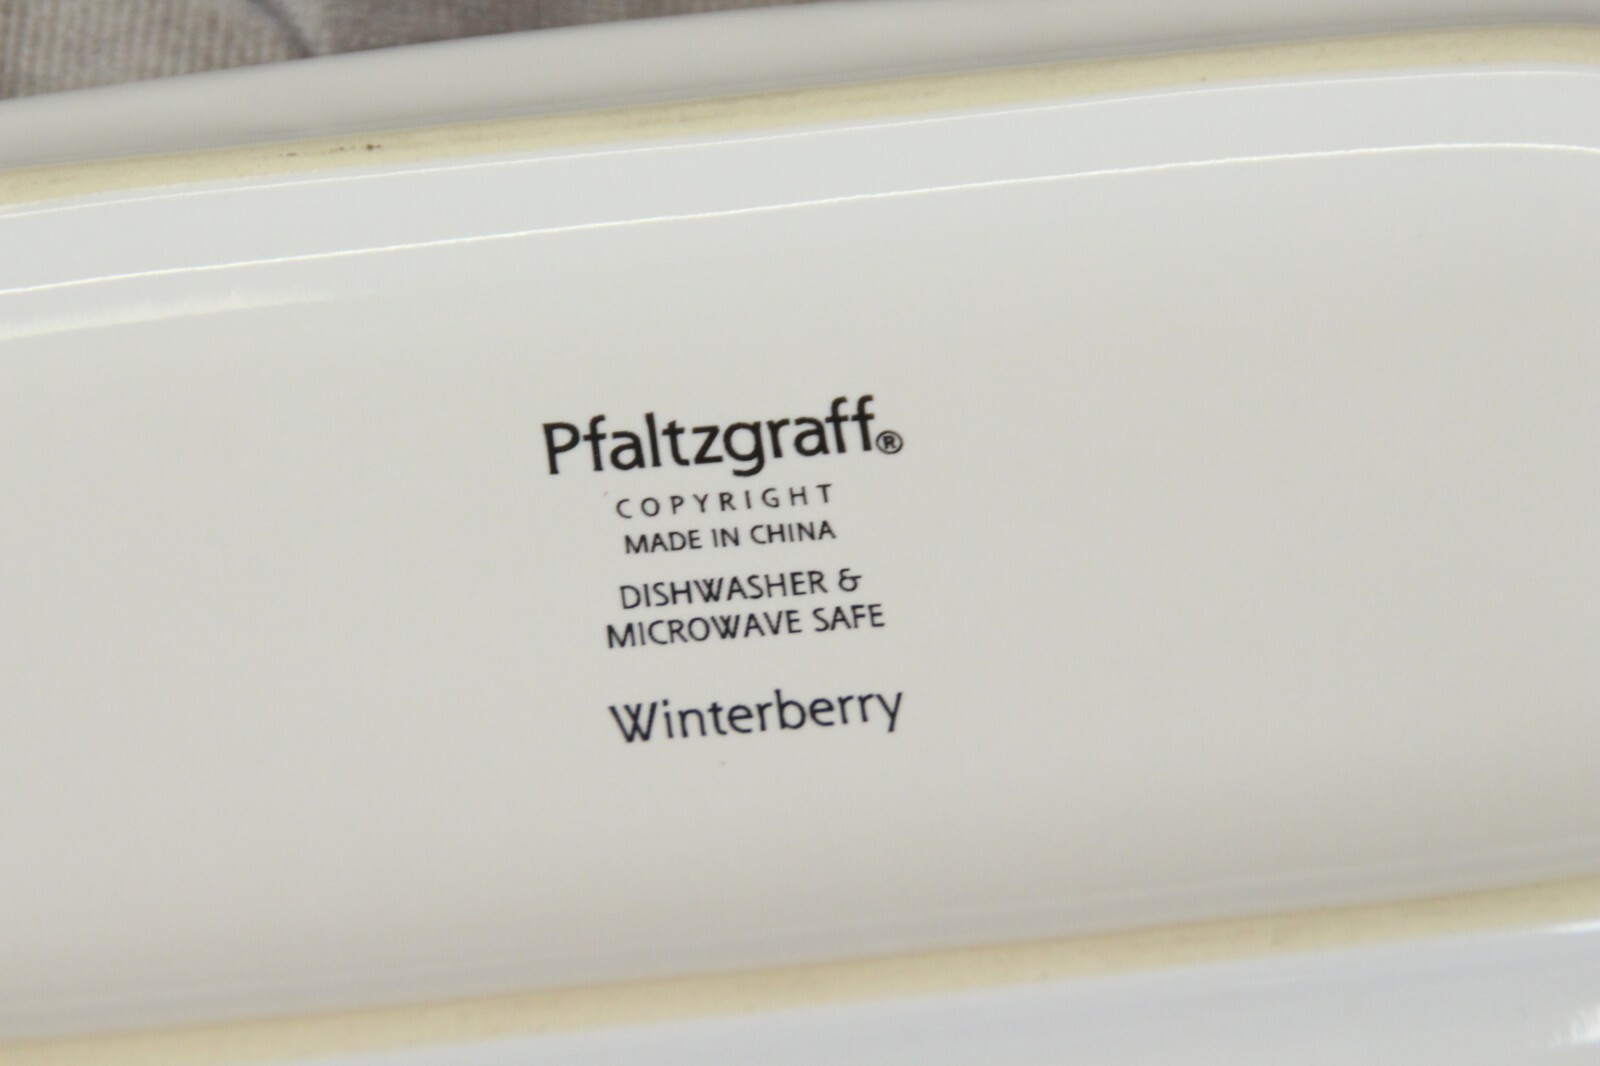 Pfaltzgraff®
COPYRIGHT
MADE IN CHINA
DISHWASHER &
MICROWAVE SAFE
Winterberry